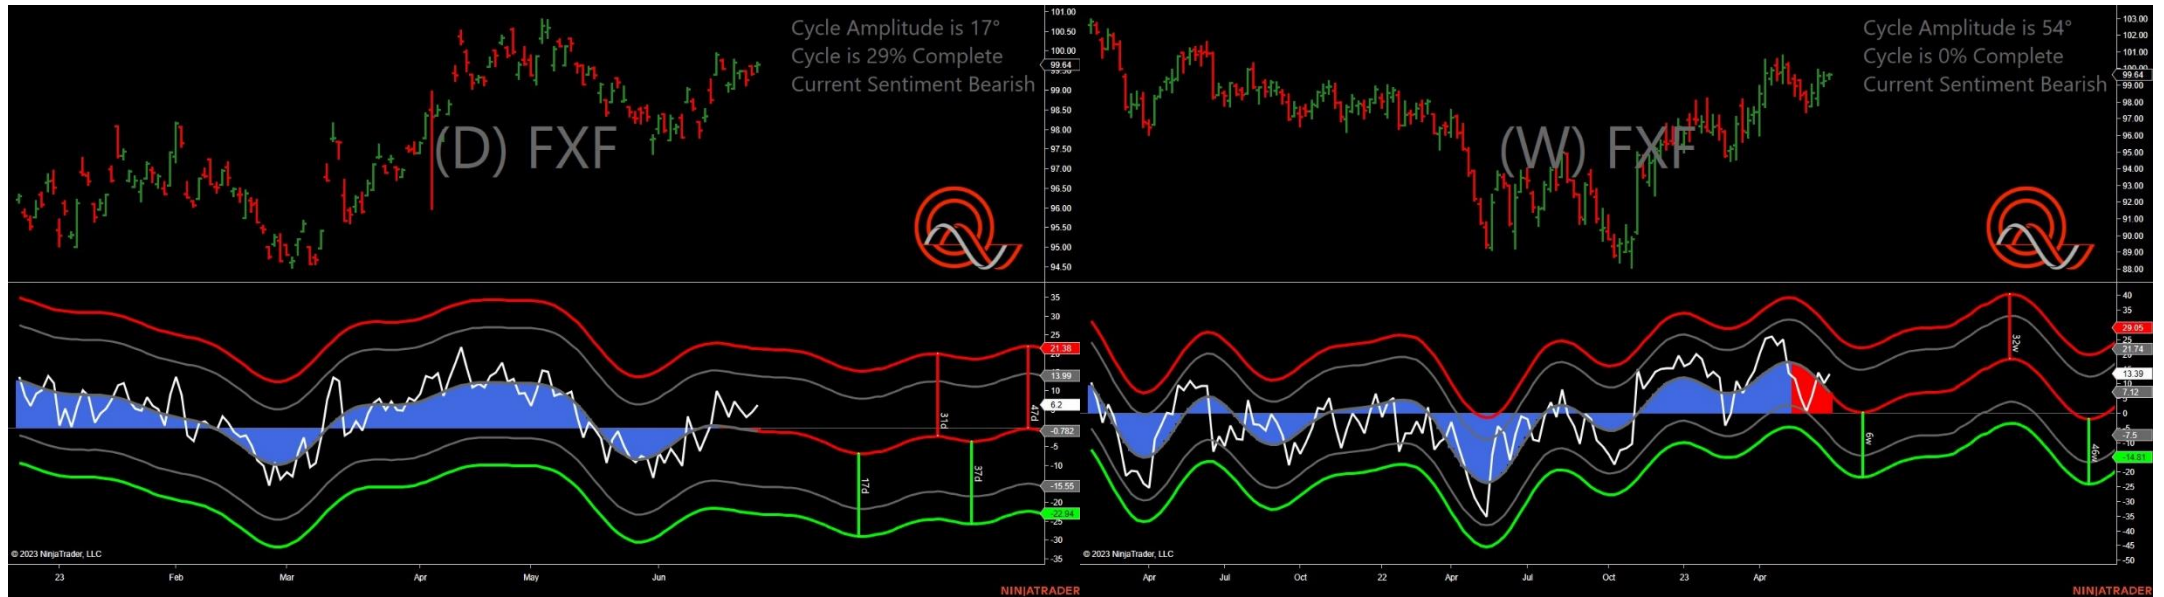 Cycle Amplitude is 17°
Cycle is 29% Complete
Current Sentiment Bearish
(D) FXF
101.00
100.50
100.00
99.64
99.00
98.50
98.00
97.50
97.00
96.50
96.00
95.50
95.00
94.50
35
30
25
21.38
13.99
10
6.2
-0.782
-5
-10
-15.55
-22.94
-25
-30
-35
17d
31d
37d
47d
© 2023 NinjaTrader, LLC
23
Feb
Mar
Apr
May
Jun
NINJATRADER
Cycle Amplitude is 54°
Cycle is 0% Complete
Current Sentiment Bearish
(W) FXF
103.00
102.00
101.00
100.00
99.64
99.00
98.00
97.00
96.00
95.00
94.00
93.00
92.00
91.00
90.00
89.00
88.00
40
35
29.05
21.74
13.39
7.12
0
-7.5
-14.81
-20
-25
-30
-35
-40
-45
-50
6w
32w
46w
© 2023 NinjaTrader, LLC
Apr
Jul
Oct
22
Apr
Jul
Oct
23
Apr
NINJATRADER